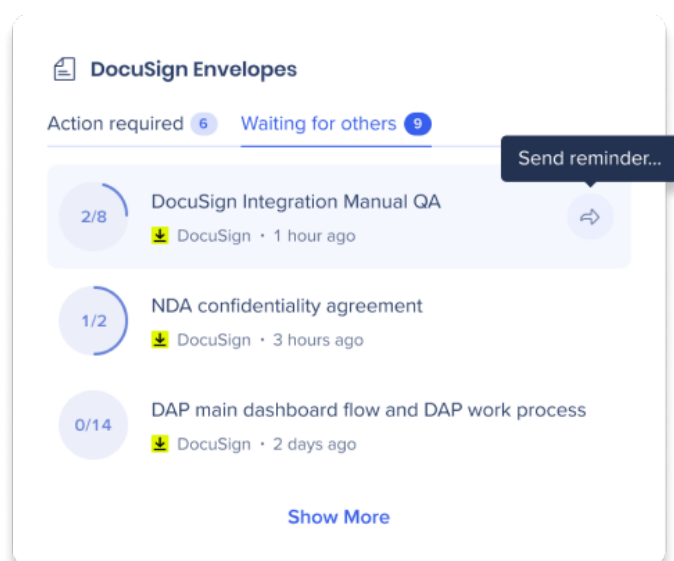 DocuSign Envelopes
Action required 6 Waiting for others 9
Send reminder...
2/8
DocuSign Integration Manual QA
DocuSign · 1 hour ago
1/2
NDA confidentiality agreement
DocuSign · 3 hours ago
0/14
DAP main dashboard flow and DAP work process
DocuSign · 2 days ago
Show More